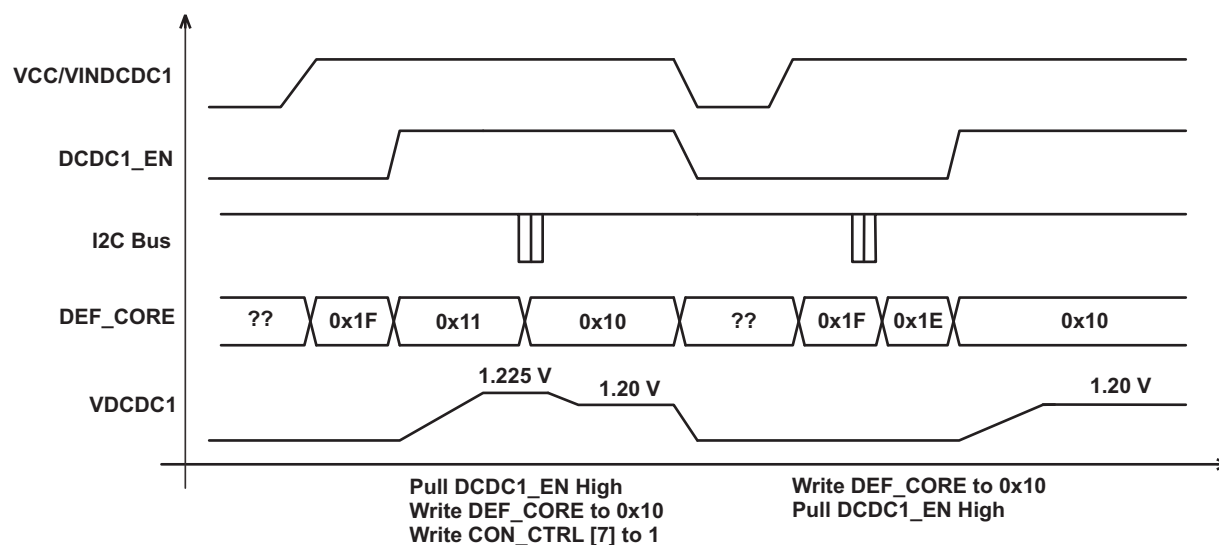 VCC/VINDCDC1
DCDC1_EN
I2C Bus
DEF_CORE ?? 0x1F 0x11 0x10 ?? 0x1F 0x1E 0x10
VDCDC1 1.225 V 1.20 V 1.20 V
Pull DCDC1_EN High
Write DEF_CORE to 0x10
Write CON_CTRL [7] to 1
Write DEF_CORE to 0x10
Pull DCDC1_EN High